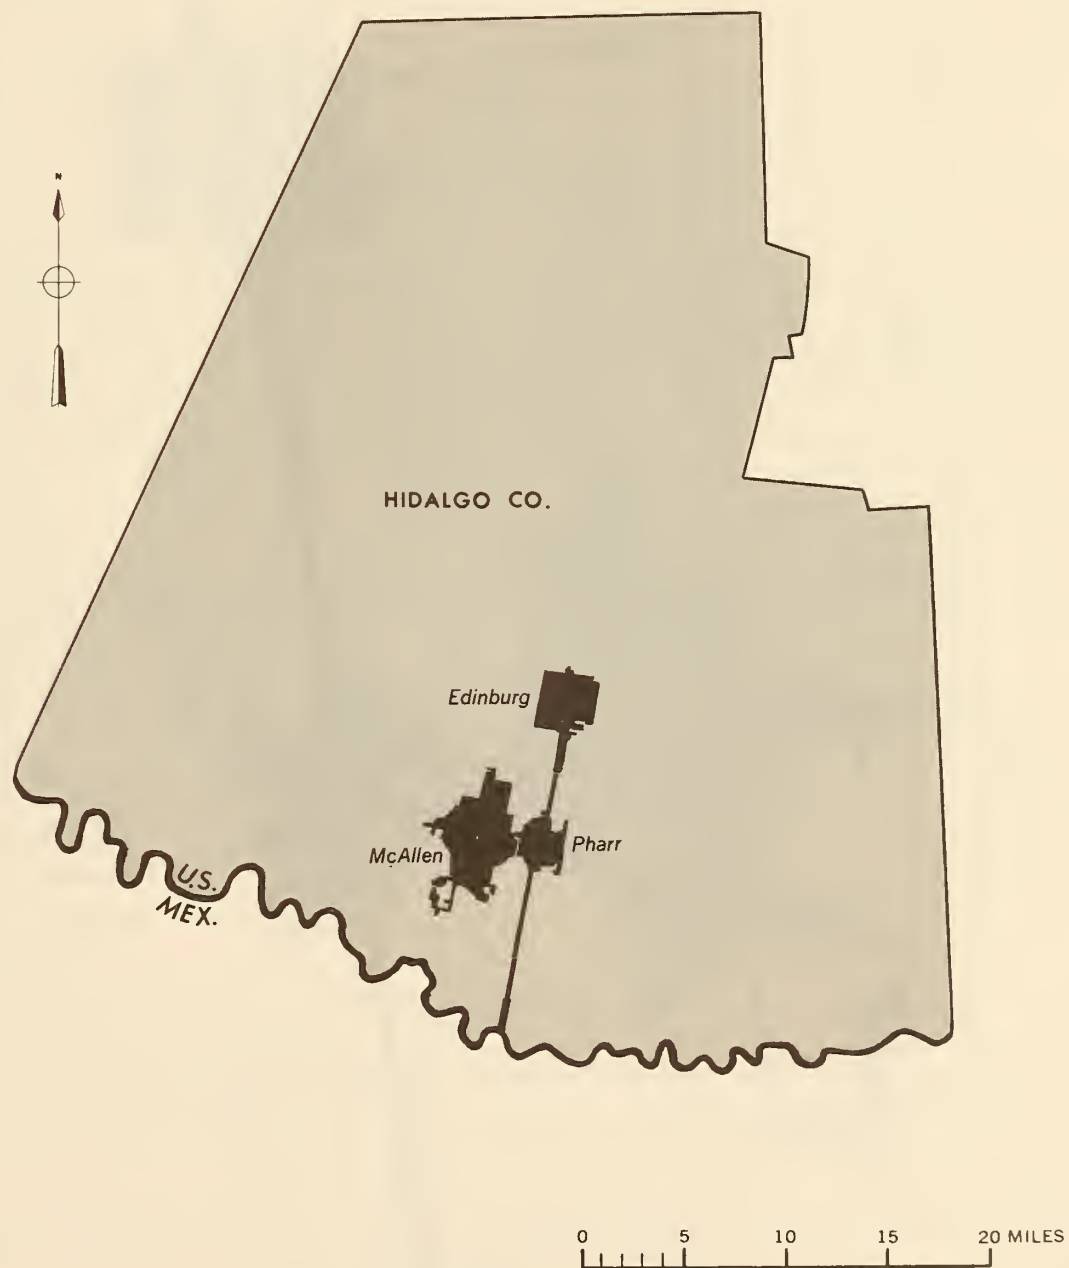 N
HIDALGO CO.
Edinburg
McAllen
Pharr
U.S.
MEX.
0 5 10 15 20 MILES